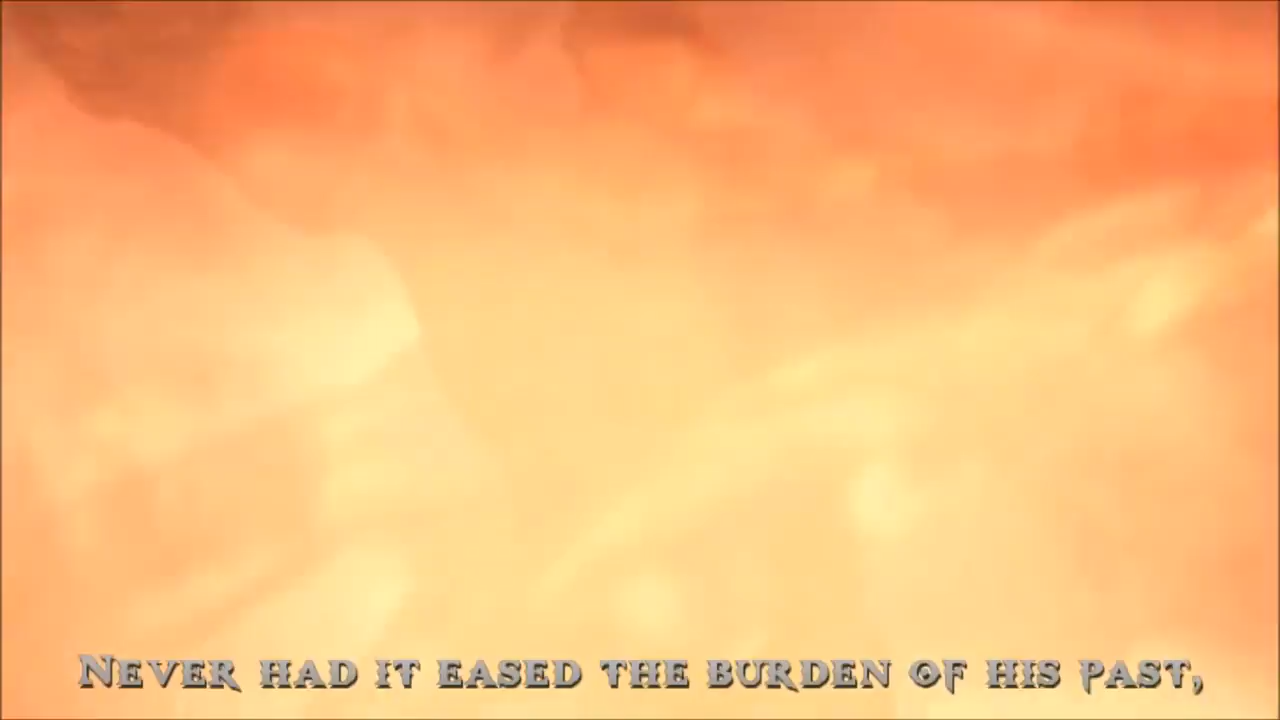 Never had it eased the burden of his past,